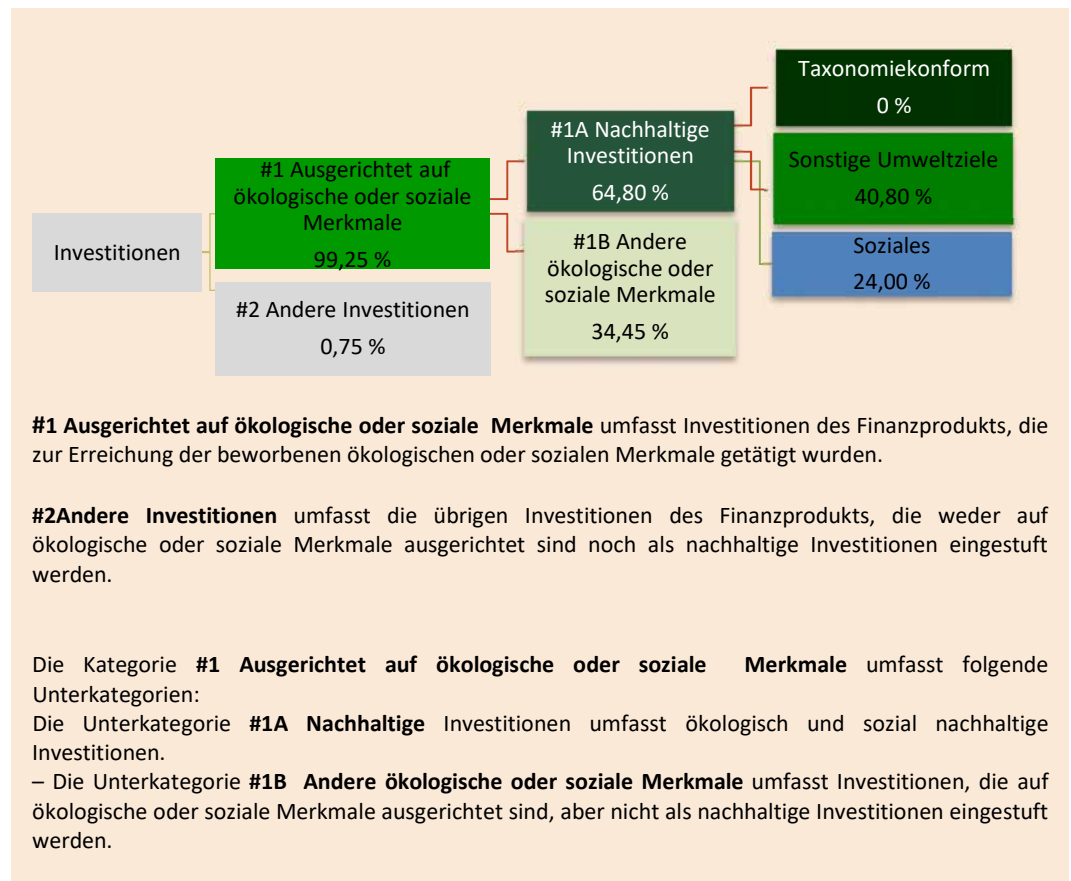 Taxonomiekonform
0 %
#1A Nachhaltige
Investitionen
64,80 %
Sonstige Umweltziele
40,80 %
#1 Ausgerichtet auf
ökologische oder soziale
Merkmale
99,25 %
Investitionen
#1B Andere
ökologische oder
soziale Merkmale
34,45 %
Soziales
24,00 %
#2 Andere Investitionen
0,75 %
#1 Ausgerichtet auf ökologische oder soziale Merkmale umfasst Investitionen des Finanzprodukts, die
zur Erreichung der beworbenen ökologischen oder sozialen Merkmale getätigt wurden.
#2Andere Investitionen umfasst die übrigen Investitionen des Finanzprodukts, die weder auf
ökologische oder soziale Merkmale ausgerichtet sind noch als nachhaltige Investitionen eingestuft
werden.
Die Kategorie #1 Ausgerichtet auf ökologische oder soziale Merkmale umfasst folgende
Unterkategorien:
Die Unterkategorie #1A Nachhaltige Investitionen umfasst ökologisch und sozial nachhaltige
Investitionen.
– Die Unterkategorie #1B Andere ökologische oder soziale Merkmale umfasst Investitionen, die auf
ökologische oder soziale Merkmale ausgerichtet sind, aber nicht als nachhaltige Investitionen eingestuft
werden.